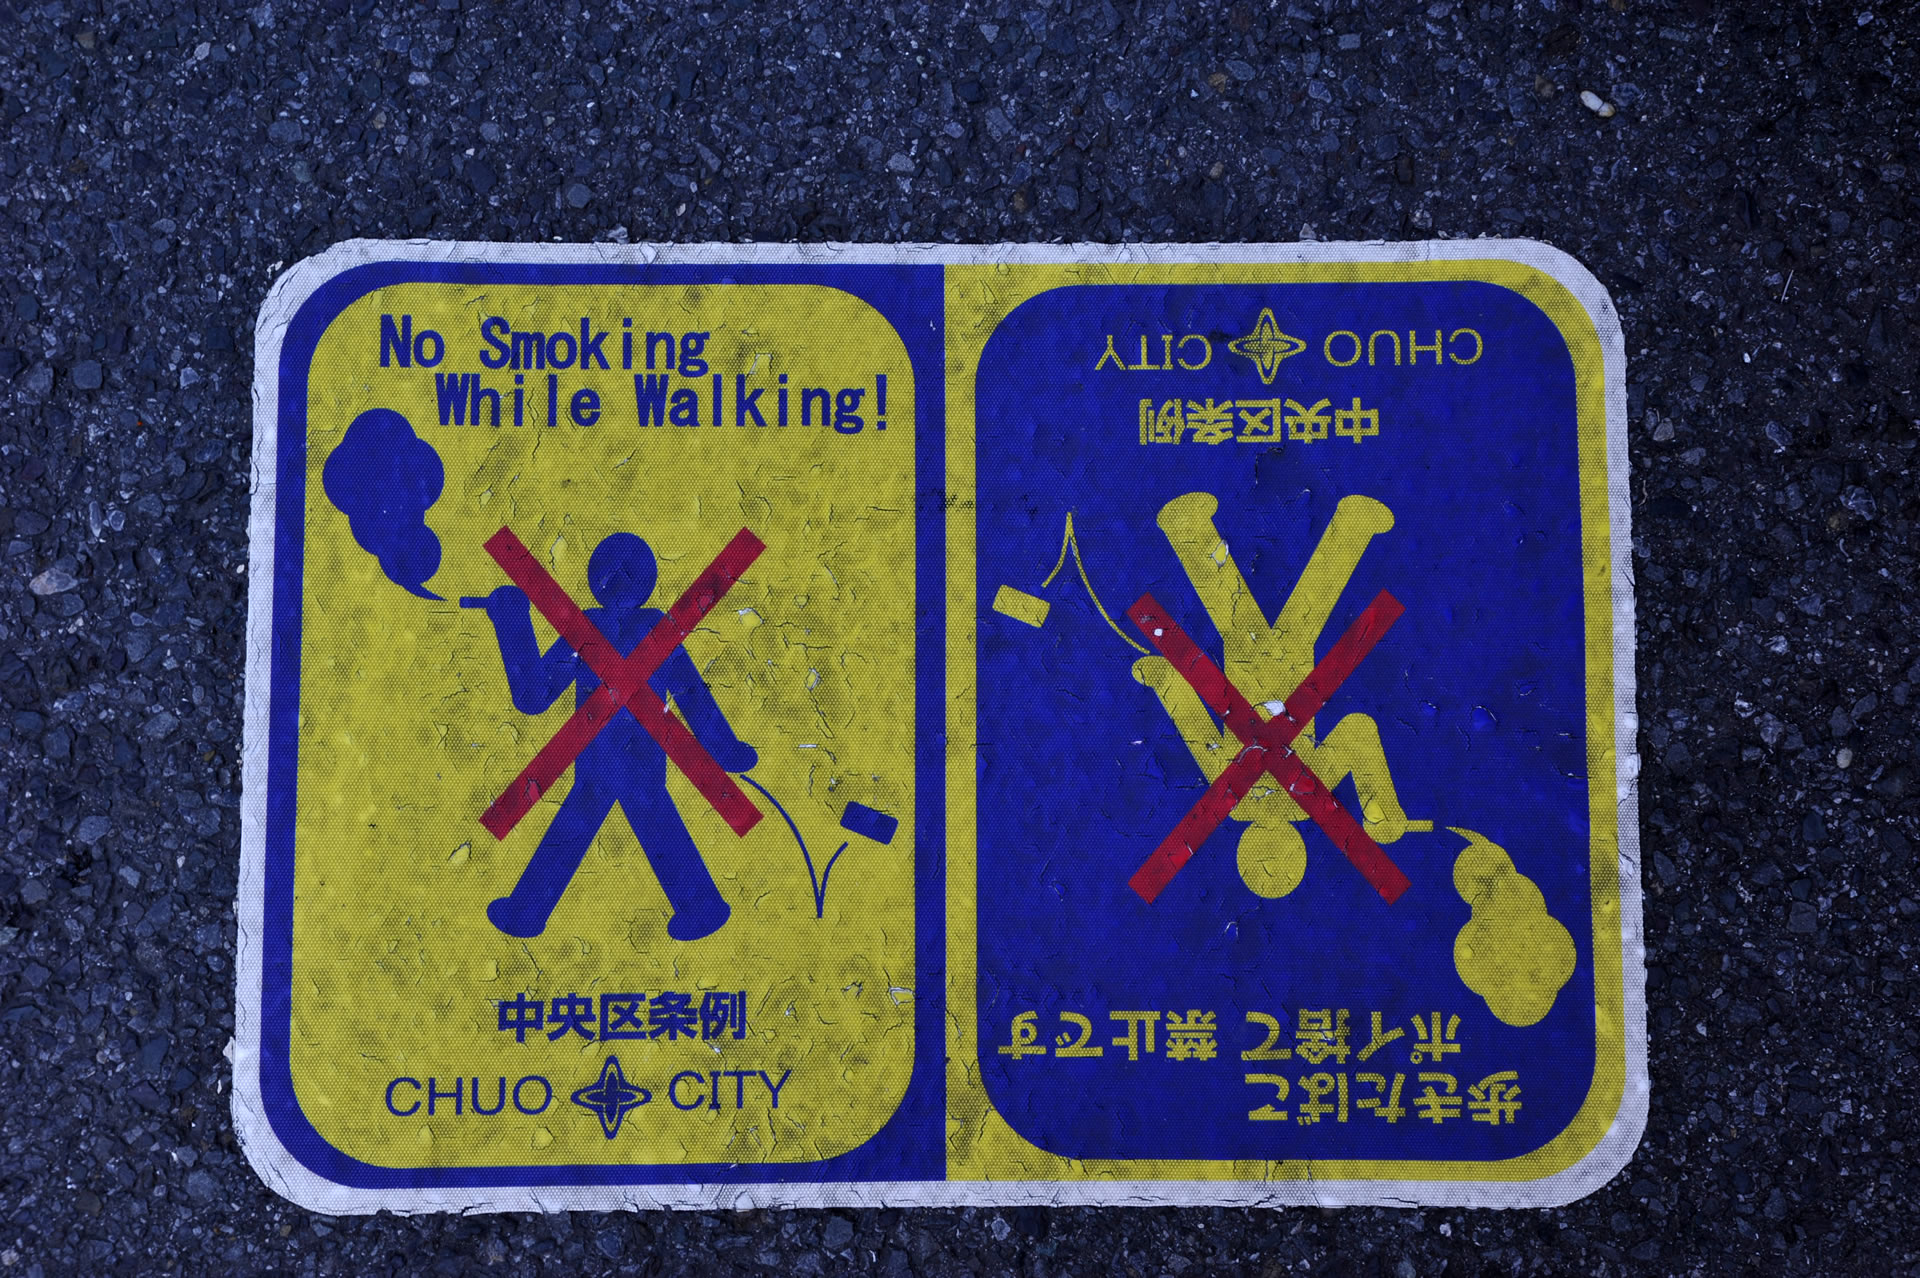 No Smoking
While Walking!
中央区条例
CHUO CITY
歩きたばこ
ポイ捨て 禁止です
中央区条例
CHUO CITY